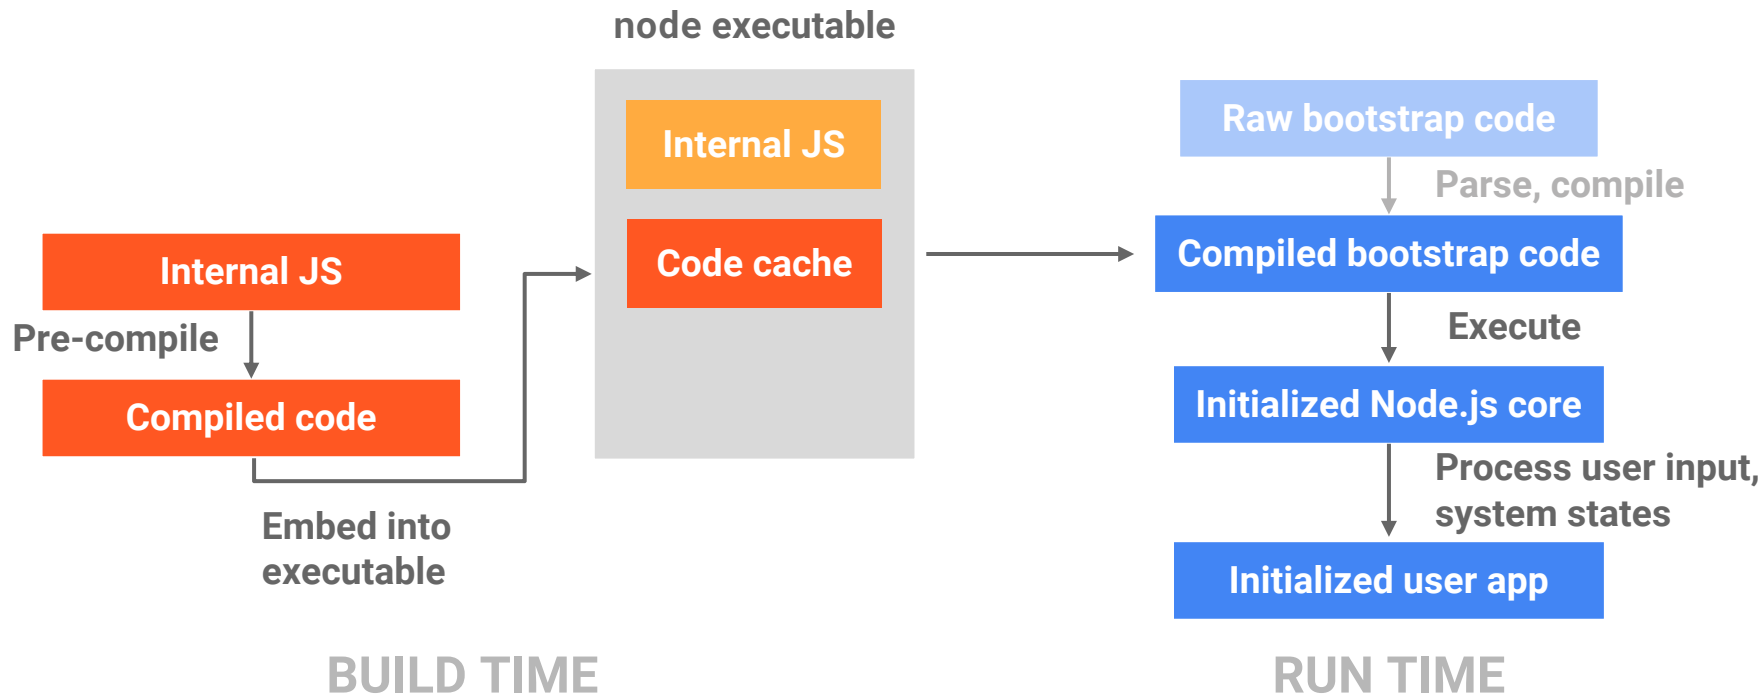 node executable
Internal JS
Code cache
Internal JS
Pre-compile
Compiled code
Embed into
executable
BUILD TIME
Raw bootstrap code
Parse, compile
Compiled bootstrap code
Execute
Initialized Node.js core
Process user input,
system states
Initialized user app
RUN TIME